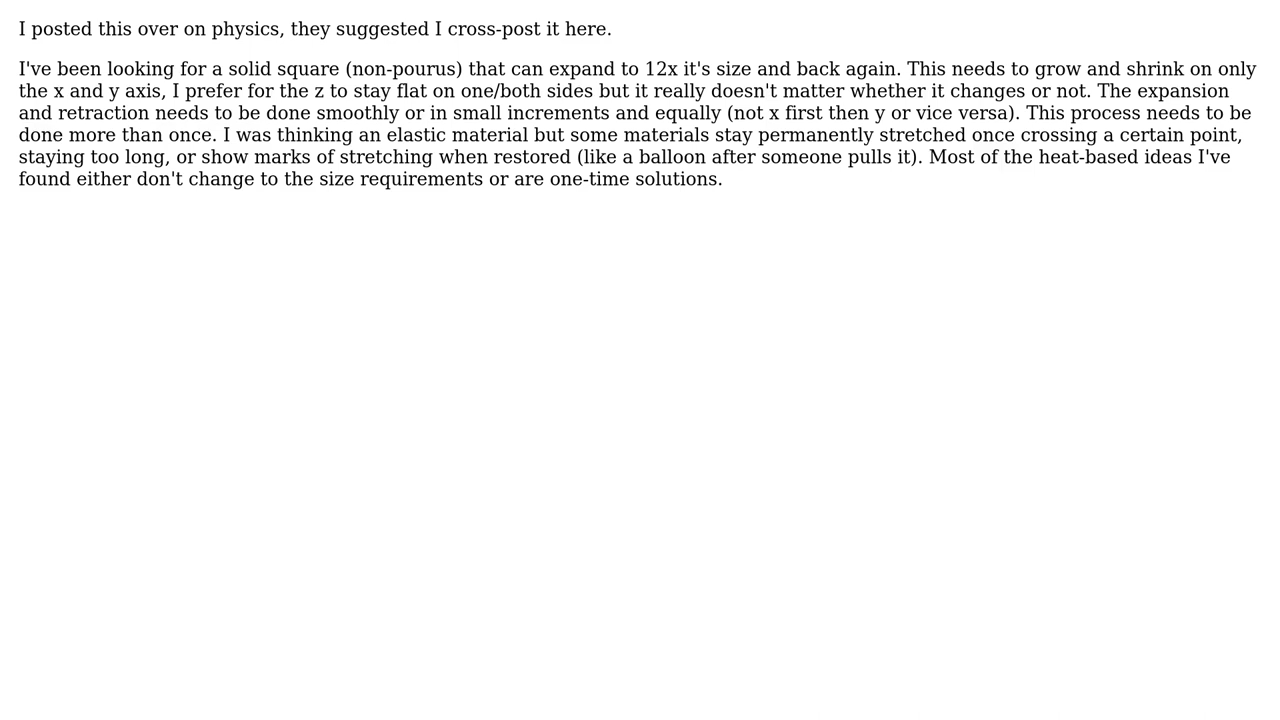 I posted this over on physics, they suggested I cross-post it here.
I've been looking for a solid square (non-pourus) that can expand to 12x it's size and back again. This needs to grow and shrink on only
the x and y axis, I prefer for the z to stay flat on one/both sides but it really doesn't matter whether it changes or not. The expansion
and retraction needs to be done smoothly or in small increments and equally (not x first then y or vice versa). This process needs to be
done more than once. I was thinking an elastic material but some materials stay permanently stretched once crossing a certain point,
staying too long, or show marks of stretching when restored (like a balloon after someone pulls it). Most of the heat-based ideas I've
found either don't change to the size requirements or are one-time solutions.